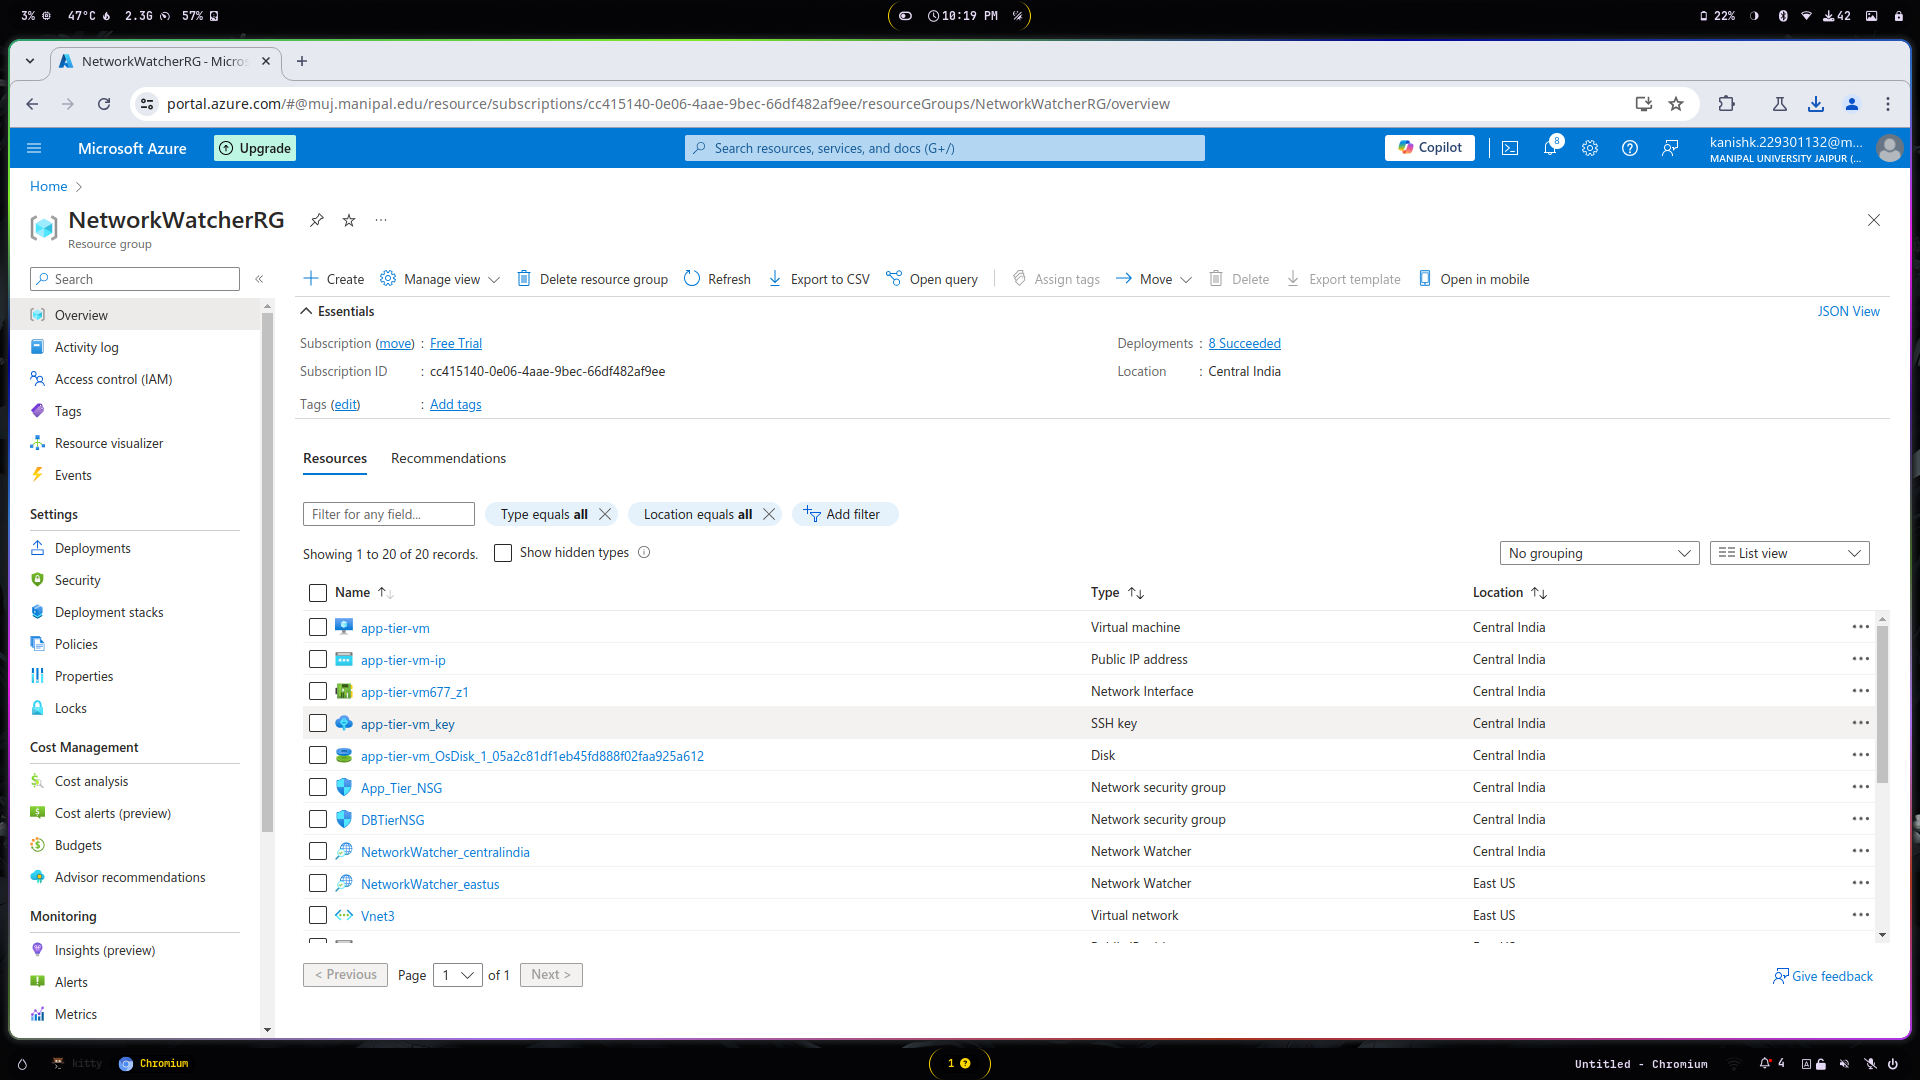 3% 47°C 2.3G 57%
10:19 PM
22% 42
NetworkWatcherRG - Micros
portal.azure.com/#@muj.manipal.edu/resource/subscriptions/cc415140-0e06-4aae-9bec-66df482af9ee/resourceGroups/NetworkWatcherRG/overview
Microsoft Azure
Upgrade
Search resources, services, and docs (G+/)
Copilot
8
kanishk.229301132@m...
MANIPAL UNIVERSITY JAIPUR (...
Home
NetworkWatcherRG
Resource group
Search
Create
Manage view
Delete resource group
Refresh
Export to CSV
Open query
Assign tags
Move
Delete
Export template
Open in mobile
Overview
Activity log
Access control (IAM)
Tags
Resource visualizer
Events
Settings
Deployments
Security
Deployment stacks
Policies
Properties
Locks
Cost Management
Cost analysis
Cost alerts (preview)
Budgets
Advisor recommendations
Monitoring
Insights (preview)
Alerts
Metrics
Essentials
JSON View
Subscription (move) : Free Trial
Deployments : 8 Succeeded
Subscription ID : cc415140-0e06-4aae-9bec-66df482af9ee
Location : Central India
Tags (edit) : Add tags
Resources
Recommendations
Filter for any field...
Type equals all
Location equals all
Add filter
Showing 1 to 20 of 20 records.
Show hidden types
No grouping
List view
Name Type Location
app-tier-vm Virtual machine Central India
app-tier-vm-ip Public IP address Central India
app-tier-vm677_z1 Network Interface Central India
app-tier-vm_key SSH key Central India
app-tier-vm_OsDisk_1_05a2c81df1eb45fd888f02faa925a612 Disk Central India
App_Tier_NSG Network security group Central India
DBTierNSG Network security group Central India
NetworkWatcher_centralindia Network Watcher Central India
NetworkWatcher_eastus Network Watcher East US
Vnet3 Virtual network East US
< Previous Page 1 of 1 Next >
Give feedback
kitty
Chromium
1
Untitled - Chromium
4